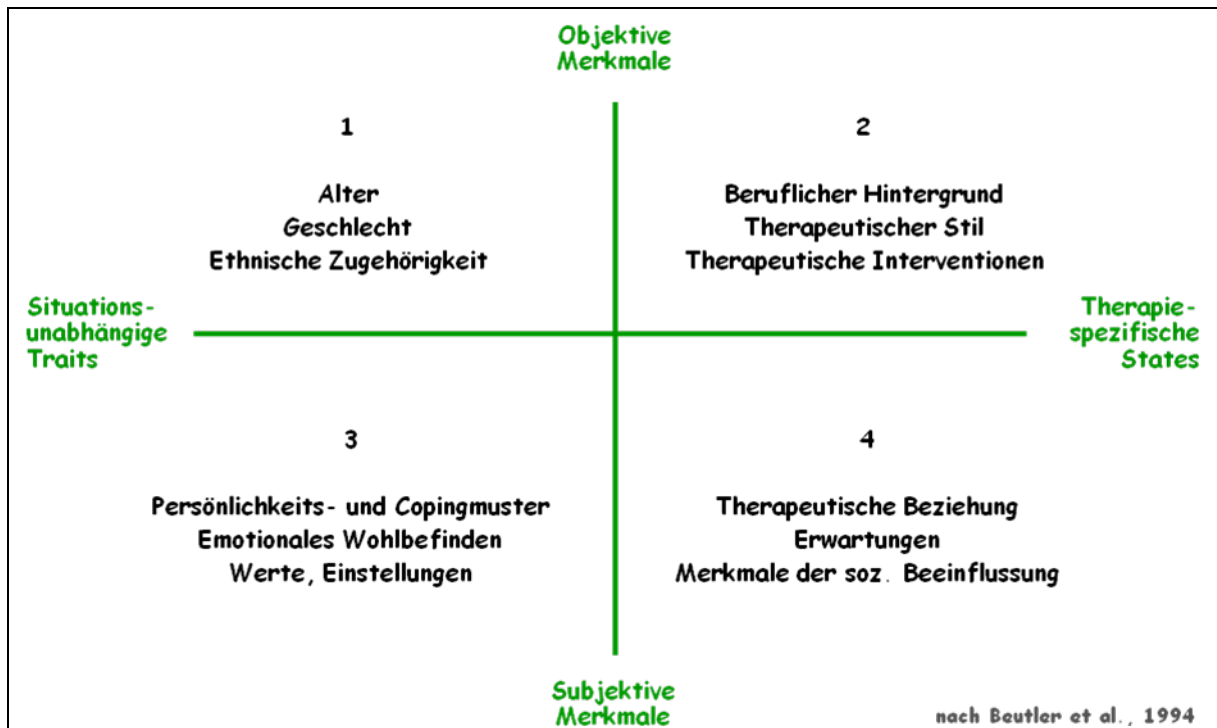 Objektive
Merkmale
1
Alter
Geschlecht
Ethnische Zugehörigkeit
2
Beruflicher Hintergrund
Therapeutischer Stil
Therapeutische Interventionen
Situations-
unabhängige
Traits
Therapie-
spezifische
States
3
Persönlichkeits- und Copingmuster
Emotionales Wohlbefinden
Werte, Einstellungen
4
Therapeutische Beziehung
Erwartungen
Merkmale der soz. Beeinflussung
Subjektive
Merkmale
nach Beutler et al., 1994